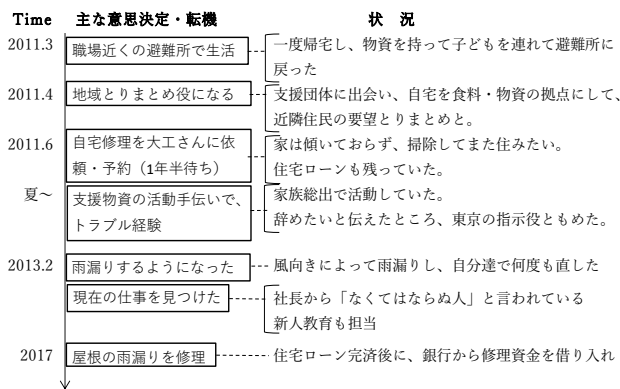 Time 主な意思決定・転機 状 況
2011.3 職場近くの避難所で生活 一度帰宅し、物資を持って子どもを連れて避難所に
戻った
2011.4 地域とりまとめ役になる 支援団体に出会い、自宅を食料・物資の拠点にして、
近隣住民の要望とりまとめと。
2011.6 自宅修理を大工さんに依 家は傾いておらず、掃除してまた住みたい。
頼・予約（1年半待ち） 住宅ローンも残っていた。
夏～ 支援物資の活動手伝いで、 家族総出で活動していた。
トラブル経験 辞めたいと伝えたところ、東京の指示役ともめた。
2013.2 雨漏りするようになった 風向きによって雨漏りし、自分達で何度も直した
現在の仕事を見つけた 社長から「なくてはならぬ人」と言われている
新人教育も担当
2017 屋根の雨漏りを修理 住宅ローン完済後に、銀行から修理資金を借り入れ